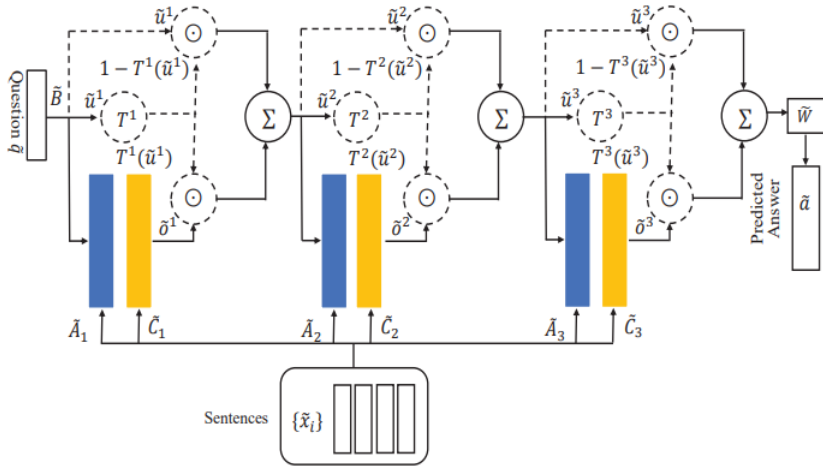 Question q̃
B̃
ũ¹
ũ¹
⊙
1 − T¹(ũ¹)
T¹
T¹(ũ¹)
⊙
õ¹
Ã₁
C̃₁
Σ
ũ²
ũ²
⊙
1 − T²(ũ²)
T²
T²(ũ²)
⊙
õ²
Ã₂
C̃₂
Σ
ũ³
ũ³
⊙
1 − T³(ũ³)
T³
T³(ũ³)
⊙
õ³
Ã₃
C̃₃
Σ
W̃
Predicted
Answer
ã
Sentences
{x̃ᵢ}